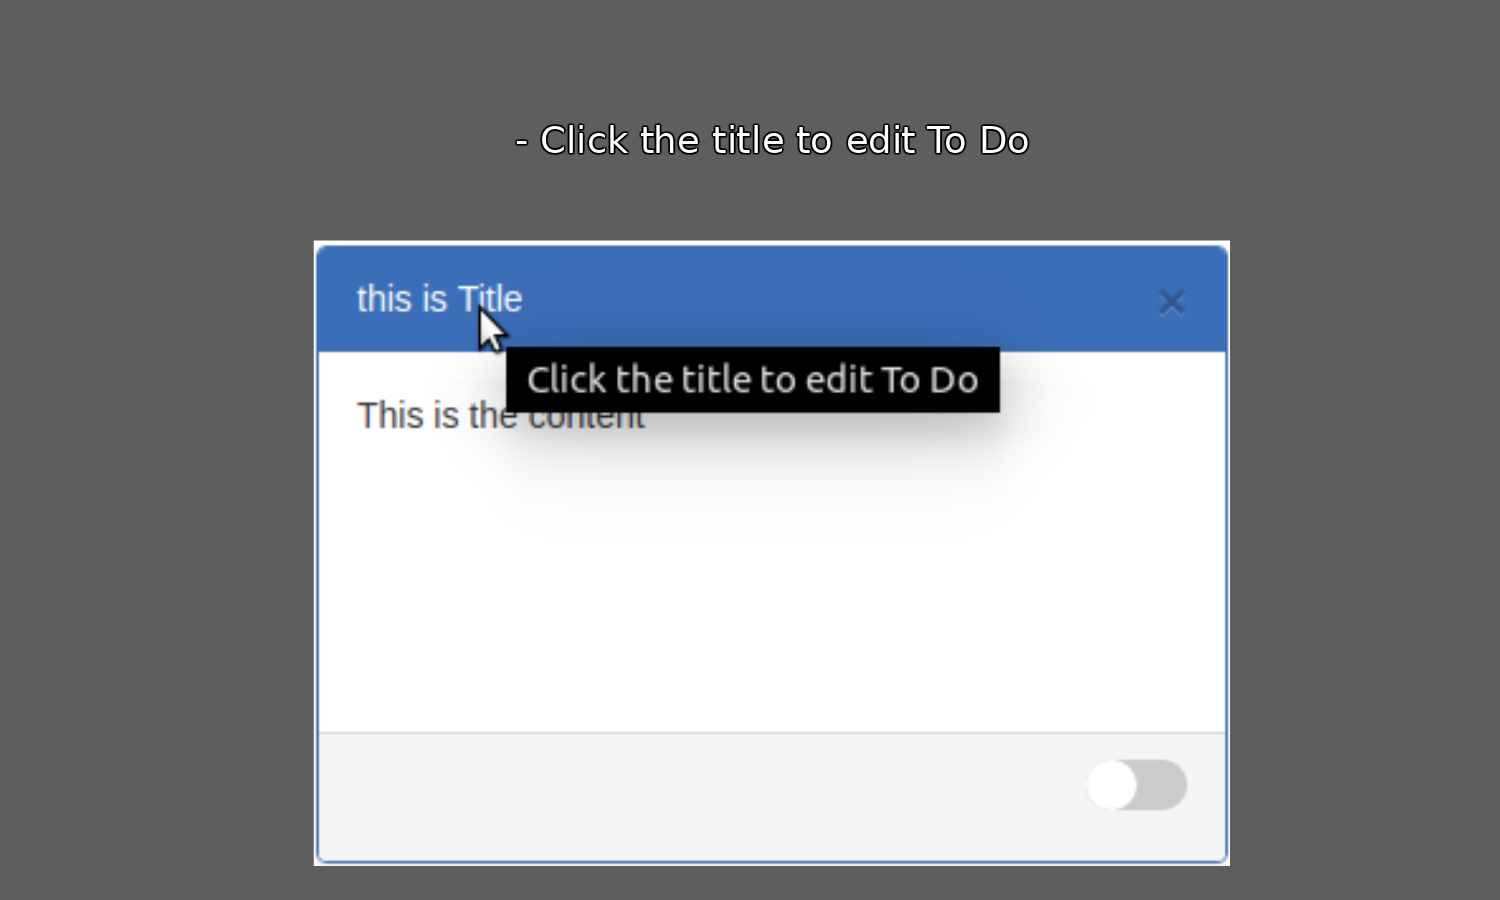 - Click the title to edit To Do
this is Title
×
Click the title to edit To Do
This is the content